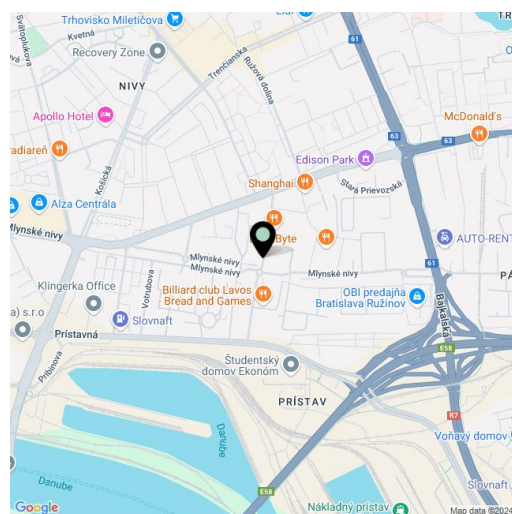 Trhovisko Miletičova
Kvetná
Svätoplukova
Recovery Zone
Trenčianska
Ružová dolina
61
NIVY
Apollo Hotel
McDonald's
63
63
radiareň
Edison Park
Košická
Shanghai
Stará Prievozská
Alza Centrála
Byte
Mlynské nivy
AUTO-RENT
Mlynské nivy
Mlynské nivy
Mlynské nivy
61
Klingerka Office
Votrubova
Billiard club Lavos
Bread and Games
OBI predajňa
Bratislava Ružinov
Bajkalská
a) s.r.o
Slovnaft
Prístavná
Pribinova
Študentský
domov Ekonóm
E58
PRÍSTAV
R7
Danube
Voňavý domov
Slovnaft
Danube
E58
Nákladný prístav
Google
Map data ©2024